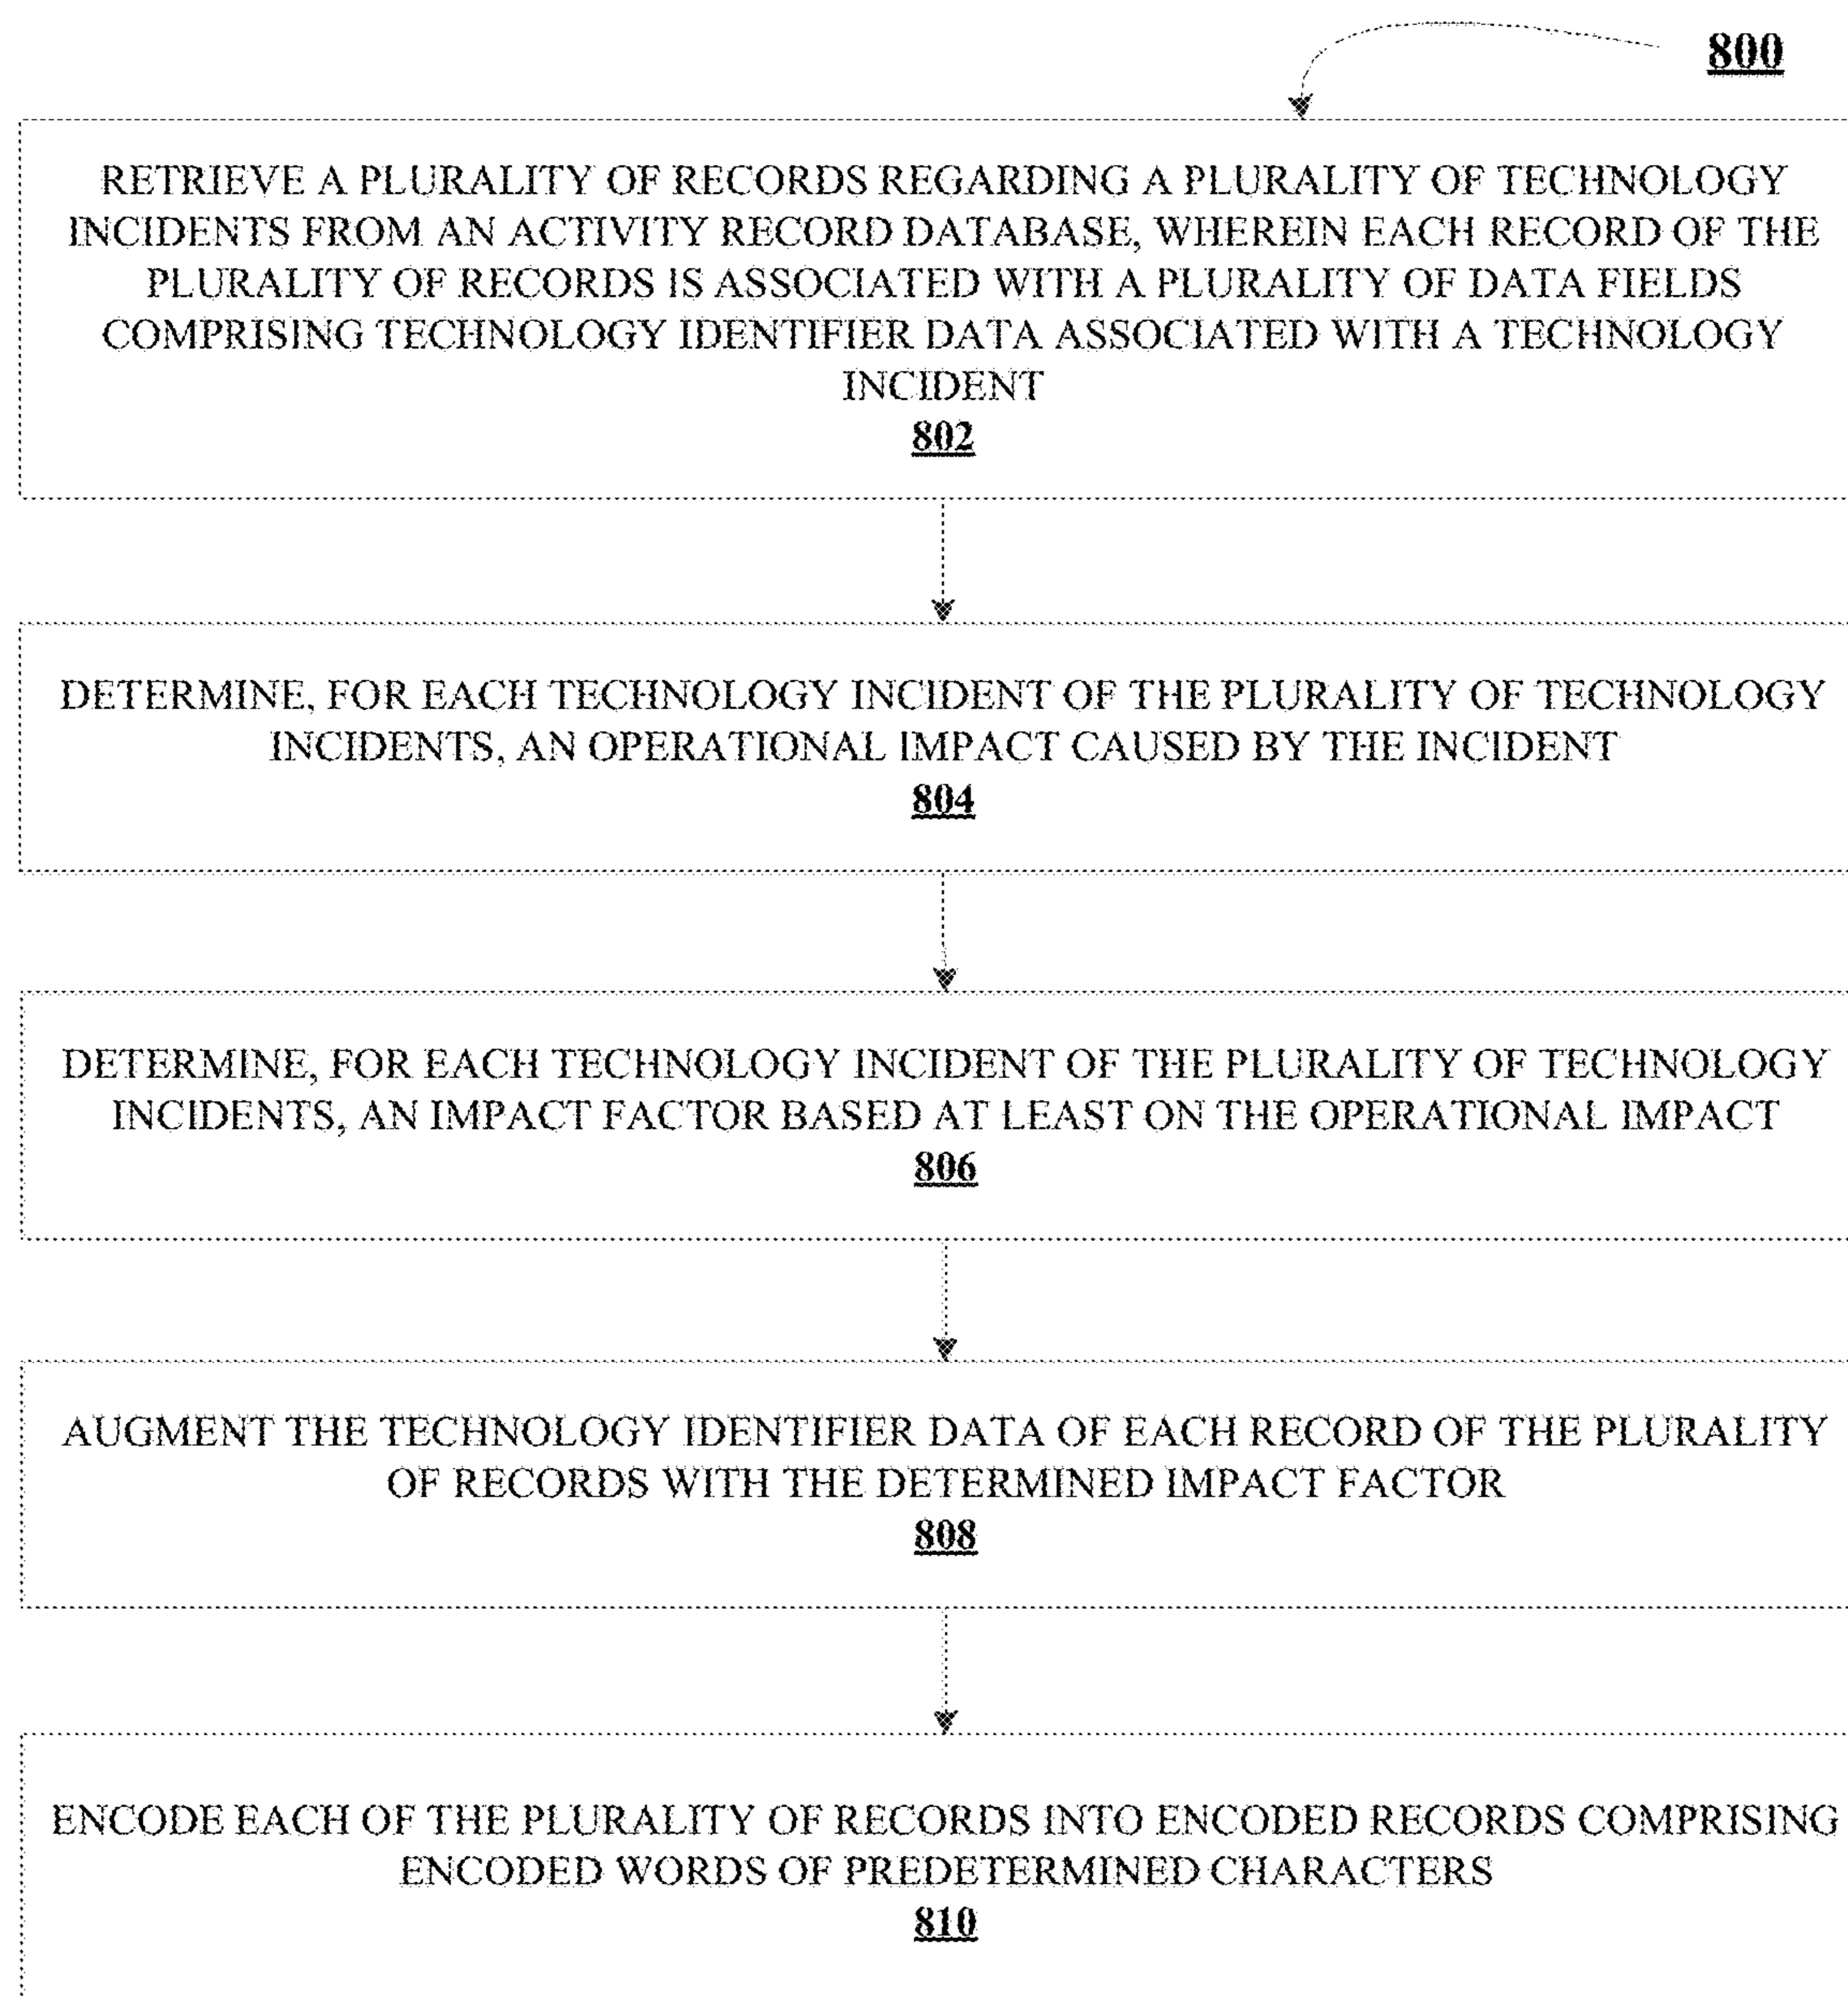 800
RETRIEVE A PLURALITY OF RECORDS REGARDING A PLURALITY OF TECHNOLOGY
INCIDENTS FROM AN ACTIVITY RECORD DATABASE, WHEREIN EACH RECORD OF THE
PLURALITY OF RECORDS IS ASSOCIATED WITH A PLURALITY OF DATA FIELDS
COMPRISING TECHNOLOGY IDENTIFIER DATA ASSOCIATED WITH A TECHNOLOGY
INCIDENT
802
DETERMINE, FOR EACH TECHNOLOGY INCIDENT OF THE PLURALITY OF TECHNOLOGY
INCIDENTS, AN OPERATIONAL IMPACT CAUSED BY THE INCIDENT
804
DETERMINE, FOR EACH TECHNOLOGY INCIDENT OF THE PLURALITY OF TECHNOLOGY
INCIDENTS, AN IMPACT FACTOR BASED AT LEAST ON THE OPERATIONAL IMPACT
806
AUGMENT THE TECHNOLOGY IDENTIFIER DATA OF EACH RECORD OF THE PLURALITY
OF RECORDS WITH THE DETERMINED IMPACT FACTOR
808
ENCODE EACH OF THE PLURALITY OF RECORDS INTO ENCODED RECORDS COMPRISING
ENCODED WORDS OF PREDETERMINED CHARACTERS
810